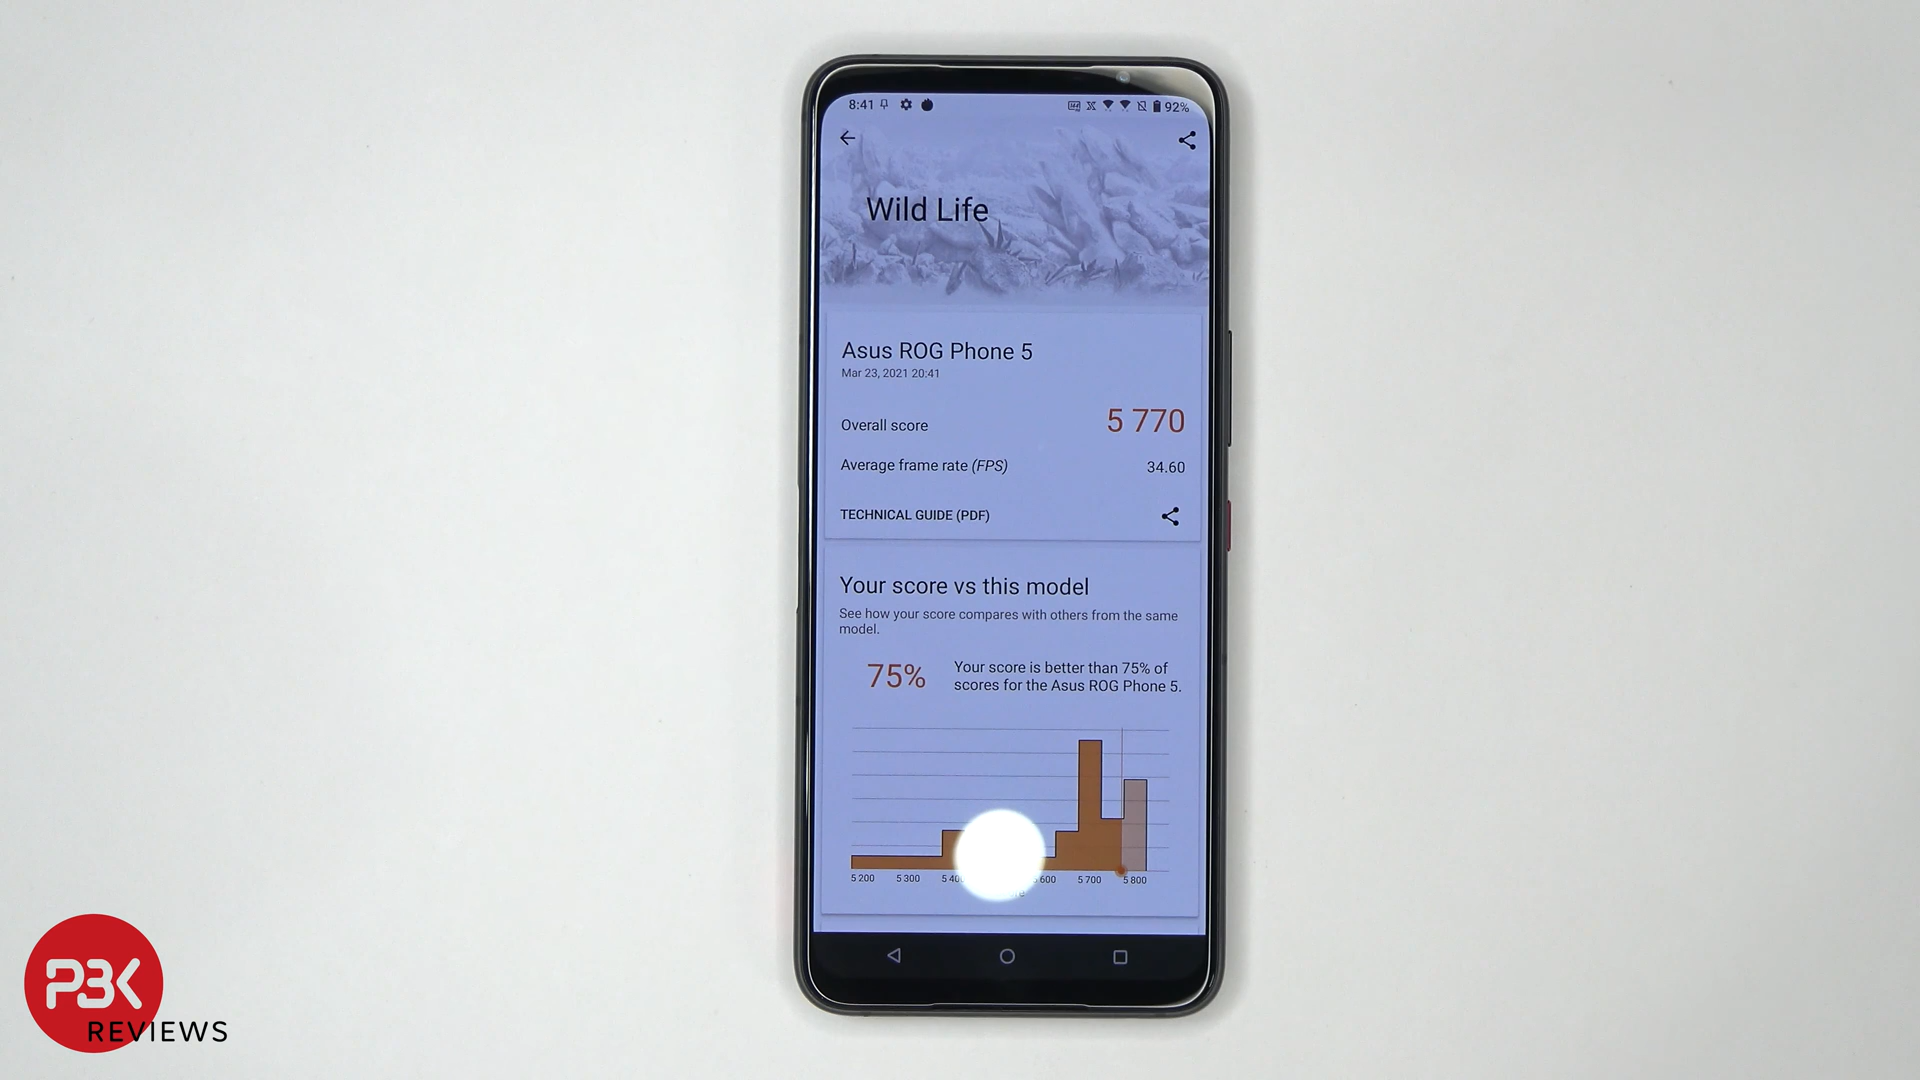 8:41
92%
Wild Life
Asus ROG Phone 5
Mar 23, 2021 20:41
Overall score 5 770
Average frame rate (FPS) 34.60
TECHNICAL GUIDE (PDF)
Your score vs this model
See how your score compares with others from the same
model.
75%
Your score is better than 75% of
scores for the Asus ROG Phone 5.
5 200 5 300 5 700 5 800
P3K
REVIEWS